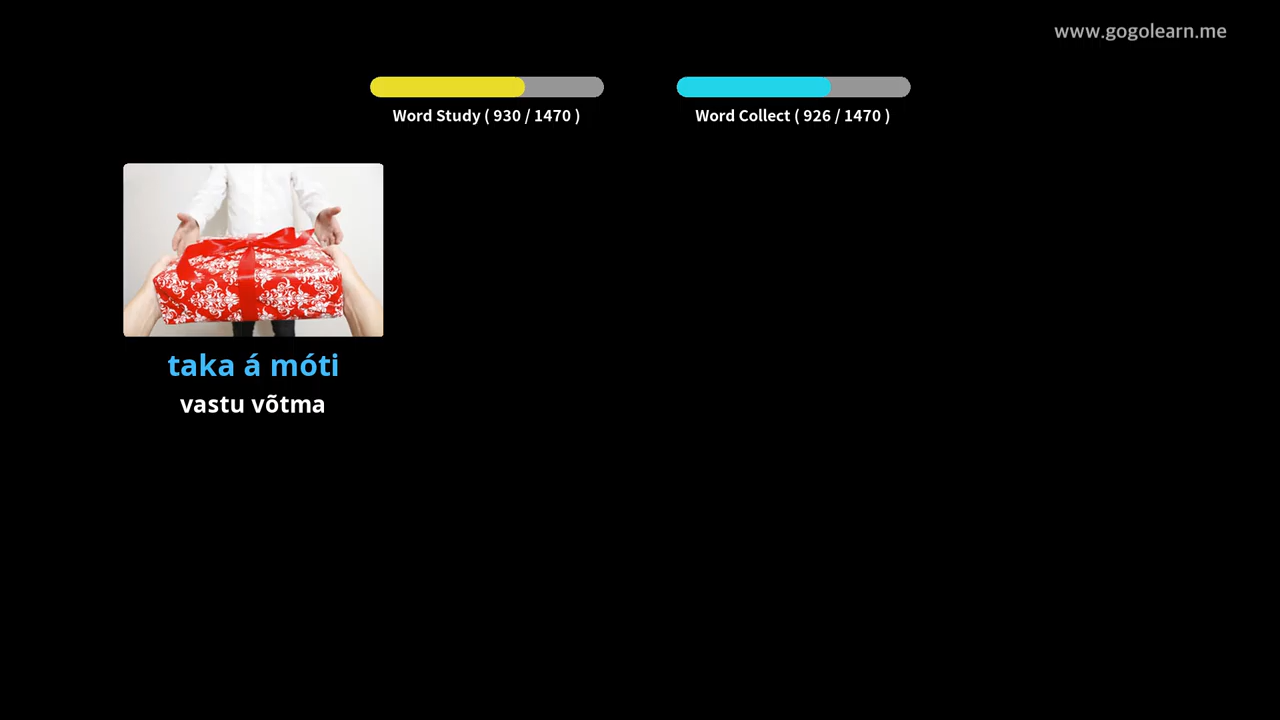 www.gogolearn.me
Word Study ( 930 / 1470 )
Word Collect ( 926 / 1470 )
taka á móti
vastu võtma